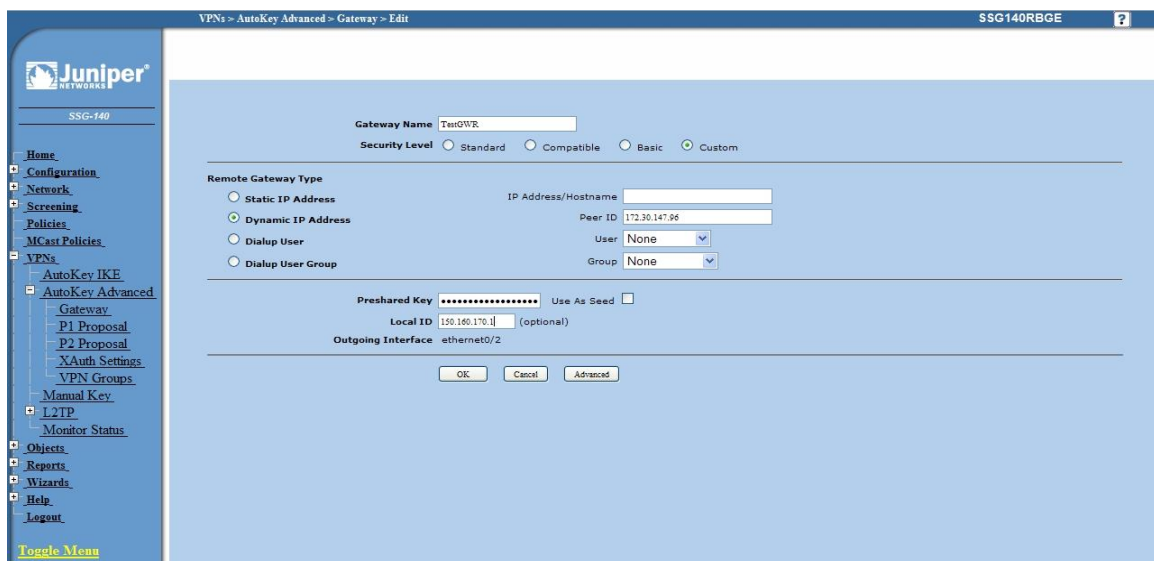 VPNs > AutoKey Advanced > Gateway > Edit
SSG140RBGE
?
Juniper®
NETWORKS
SSG-140
Home
Configuration
Network
Screening
Policies
MCast Policies
VPNs
AutoKey IKE
AutoKey Advanced
Gateway
P1 Proposal
P2 Proposal
XAuth Settings
VPN Groups
Manual Key
L2TP
Monitor Status
Objects
Reports
Wizards
Help
Logout
Toggle Menu
Gateway Name TestGWR
Security Level Standard Compatible Basic Custom
Remote Gateway Type
Static IP Address IP Address/Hostname
Dynamic IP Address Peer ID 172.30.147.96
Dialup User User None
Dialup User Group Group None
Preshared Key •••••••••••••••••• Use As Seed
Local ID 150.160.170.1 (optional)
Outgoing Interface ethernet0/2
OK Cancel Advanced